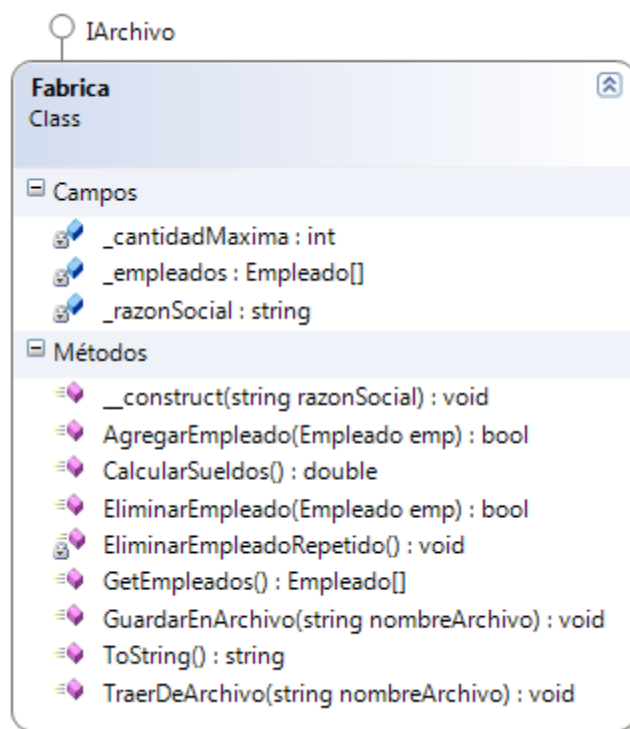 IArchivo
Fabrica
Class
Campos
_cantidadMaxima : int
_empleados : Empleado[]
_razonSocial : string
Métodos
__construct(string razonSocial) : void
AgregarEmpleado(Empleado emp) : bool
CalcularSueldos() : double
EliminarEmpleado(Empleado emp) : bool
EliminarEmpleadoRepetido() : void
GetEmpleados() : Empleado[]
GuardarEnArchivo(string nombreArchivo) : void
ToString() : string
TraerDeArchivo(string nombreArchivo) : void